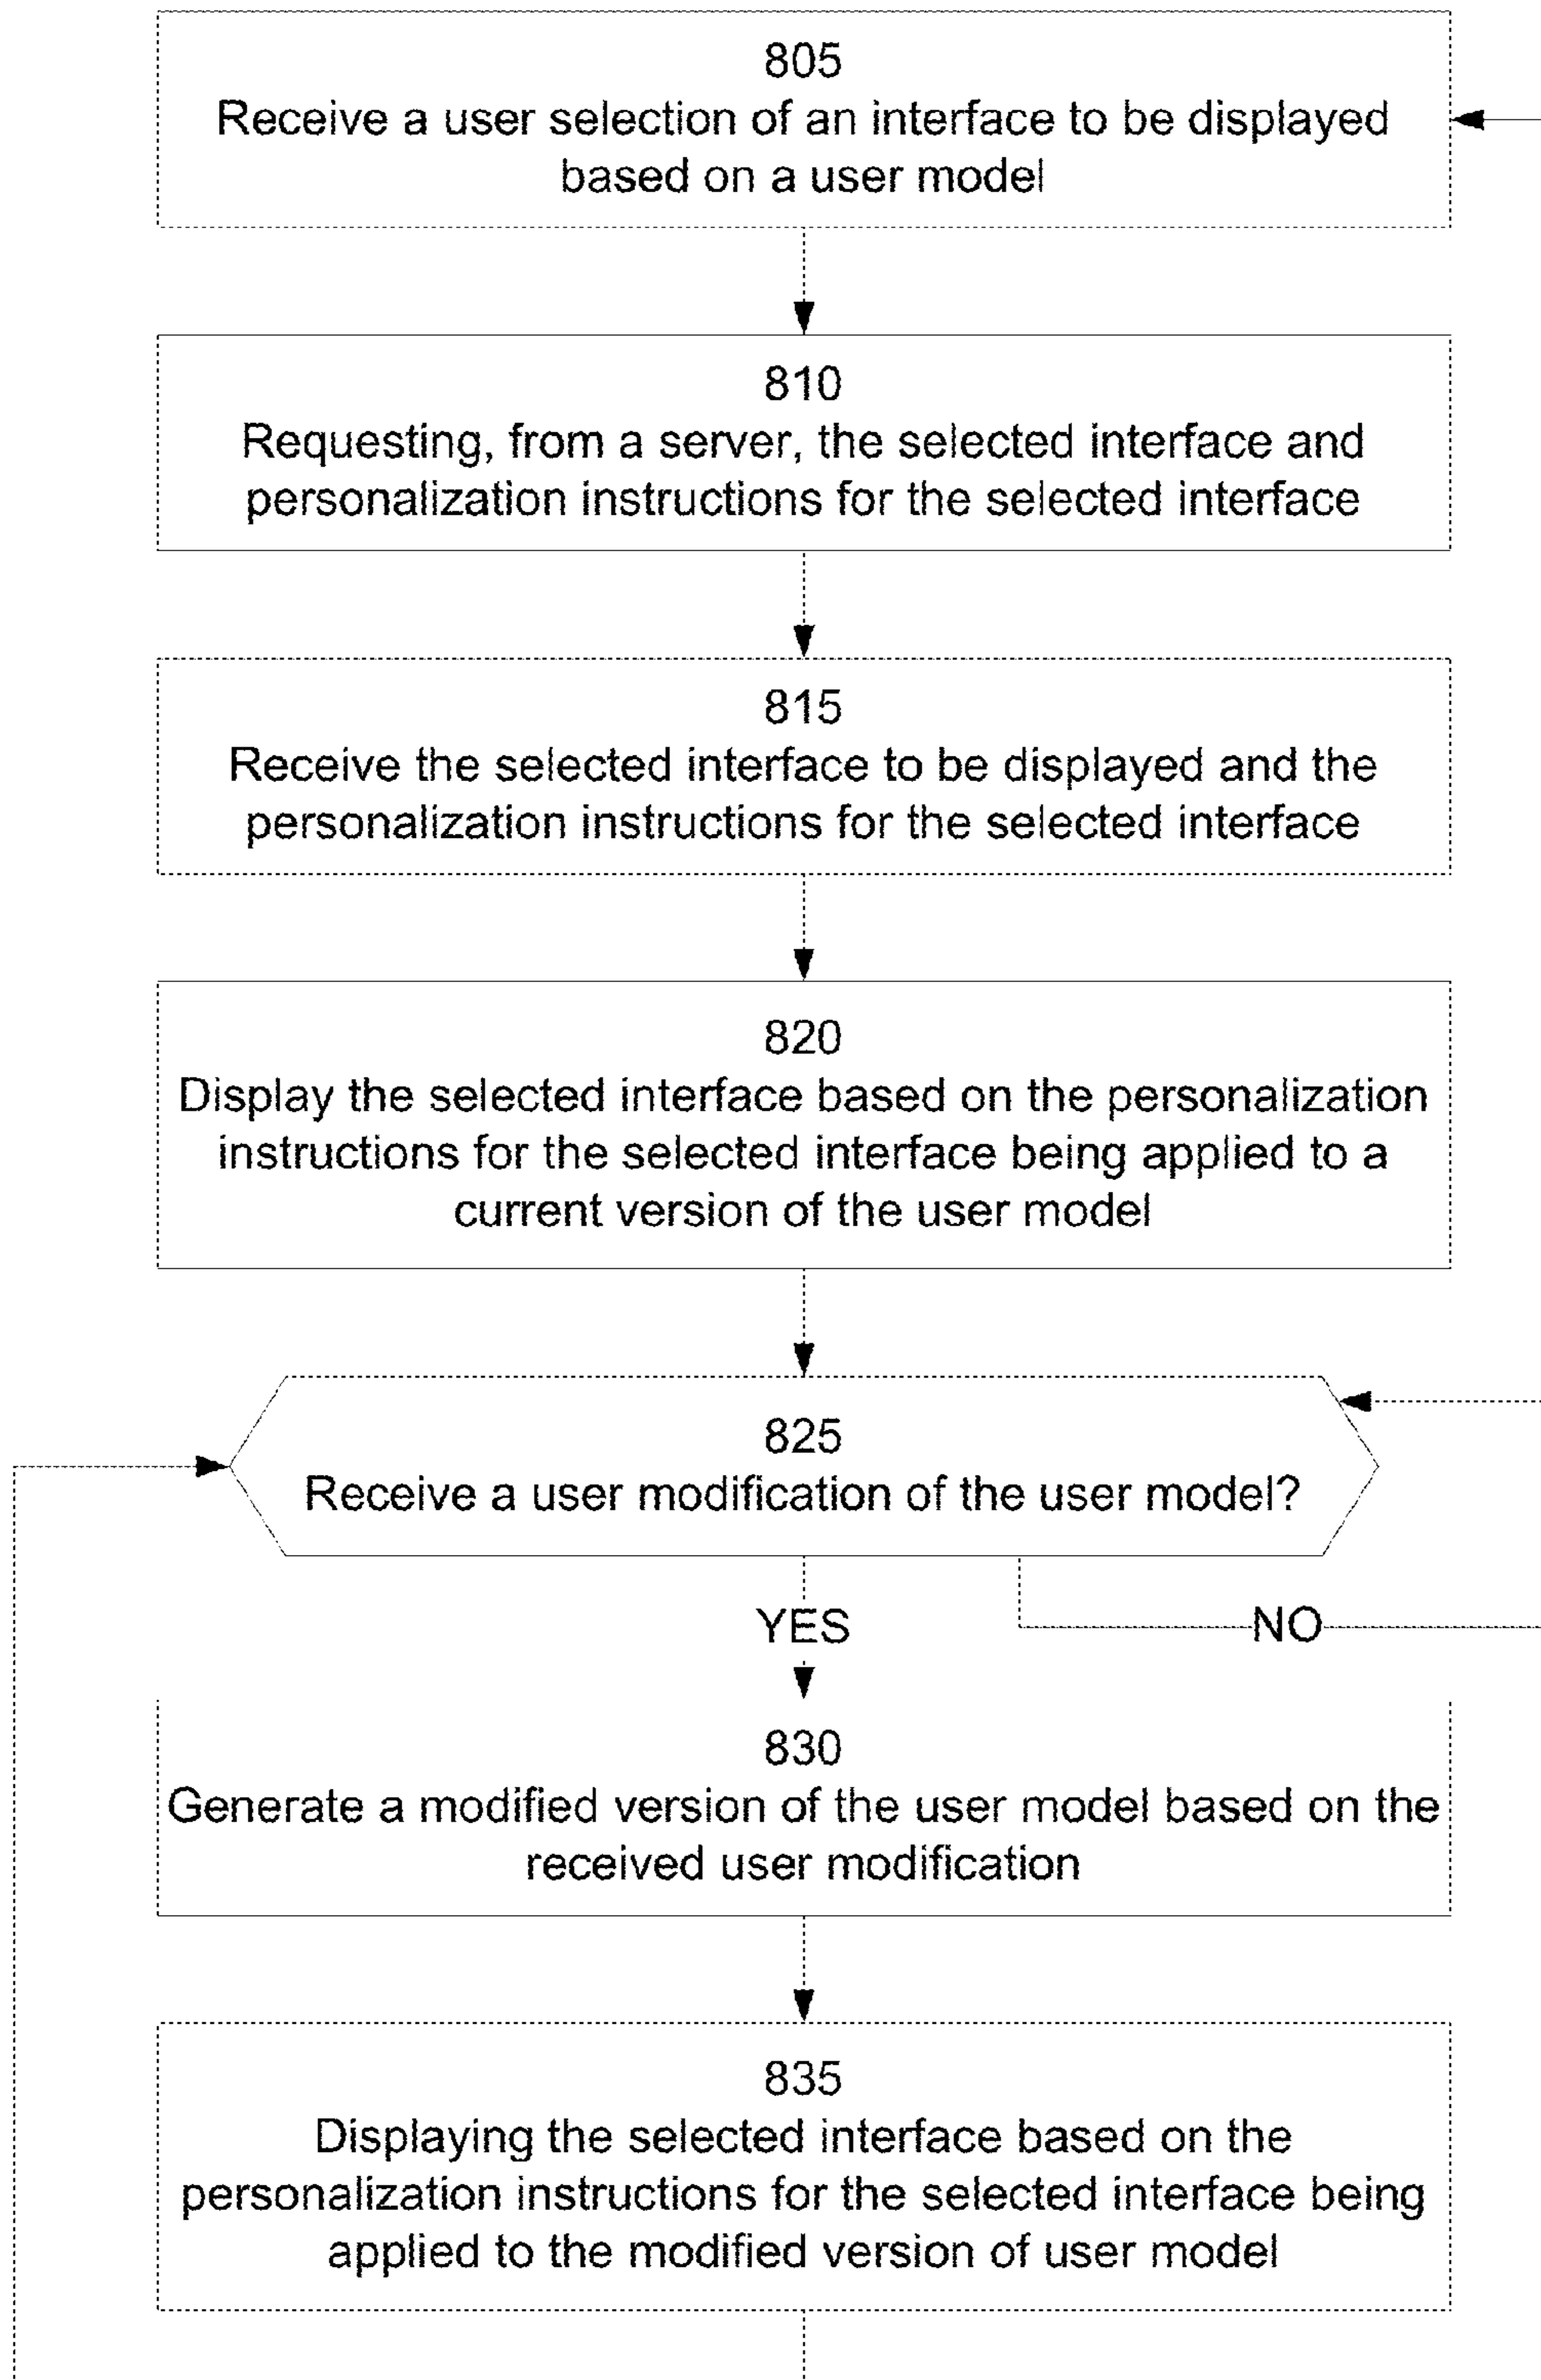 805
Receive a user selection of an interface to be displayed
based on a user model
810
Requesting, from a server, the selected interface and
personalization instructions for the selected interface
815
Receive the selected interface to be displayed and the
personalization instructions for the selected interface
820
Display the selected interface based on the personalization
instructions for the selected interface being applied to a
current version of the user model
825
Receive a user modification of the user model?
YES
NO
830
Generate a modified version of the user model based on the
received user modification
835
Displaying the selected interface based on the
personalization instructions for the selected interface being
applied to the modified version of user model